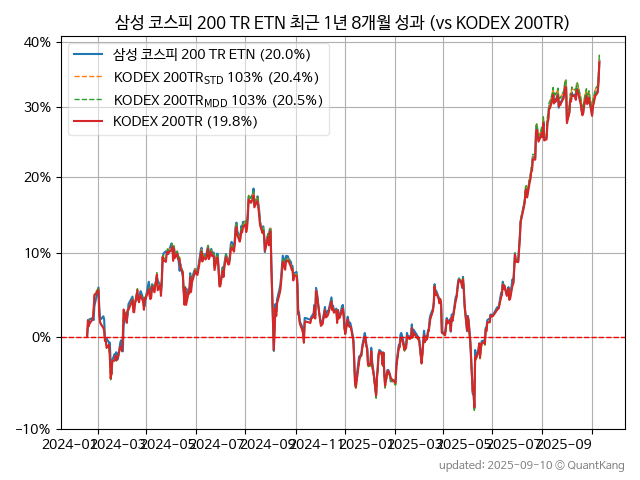 삼성 코스피 200 TR ETN 최근 1년 8개월 성과 (vs KODEX 200TR)
40%
30%
20%
10%
0%
−10%
삼성 코스피 200 TR ETN (20.0%)
KODEX 200TRSTD 103% (20.4%)
KODEX 200TRMDD 103% (20.5%)
KODEX 200TR (19.8%)
2024-01 2024-03 2024-05 2024-07 2024-09 2024-11 2025-01 2025-03 2025-05 2025-07 2025-09
updated: 2025-09-10 © QuantKang